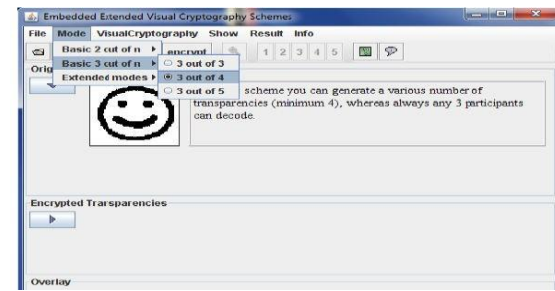 Embedded Extended Visual Cryptography Schemes
File Mode VisualCryptography Show Result Info
Basic 2 out of n encrypt 1 2 3 4 5
Basic 3 out of n 3 out of 3
Extended modes 3 out of 4
3 out of 5
scheme you can generate a various number of
transparencies (minimum 4), whereas always any 3 participants
can decode.
Encrypted Transparencies
Overlay